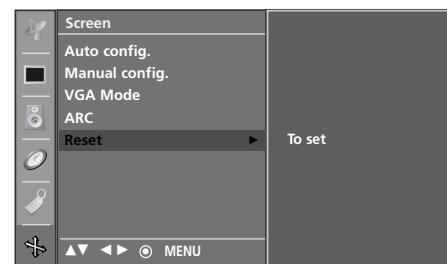 Screen
Auto config.
Manual config.
VGA Mode
ARC
Reset ► To set
▲▼ ◄► ◉ MENU